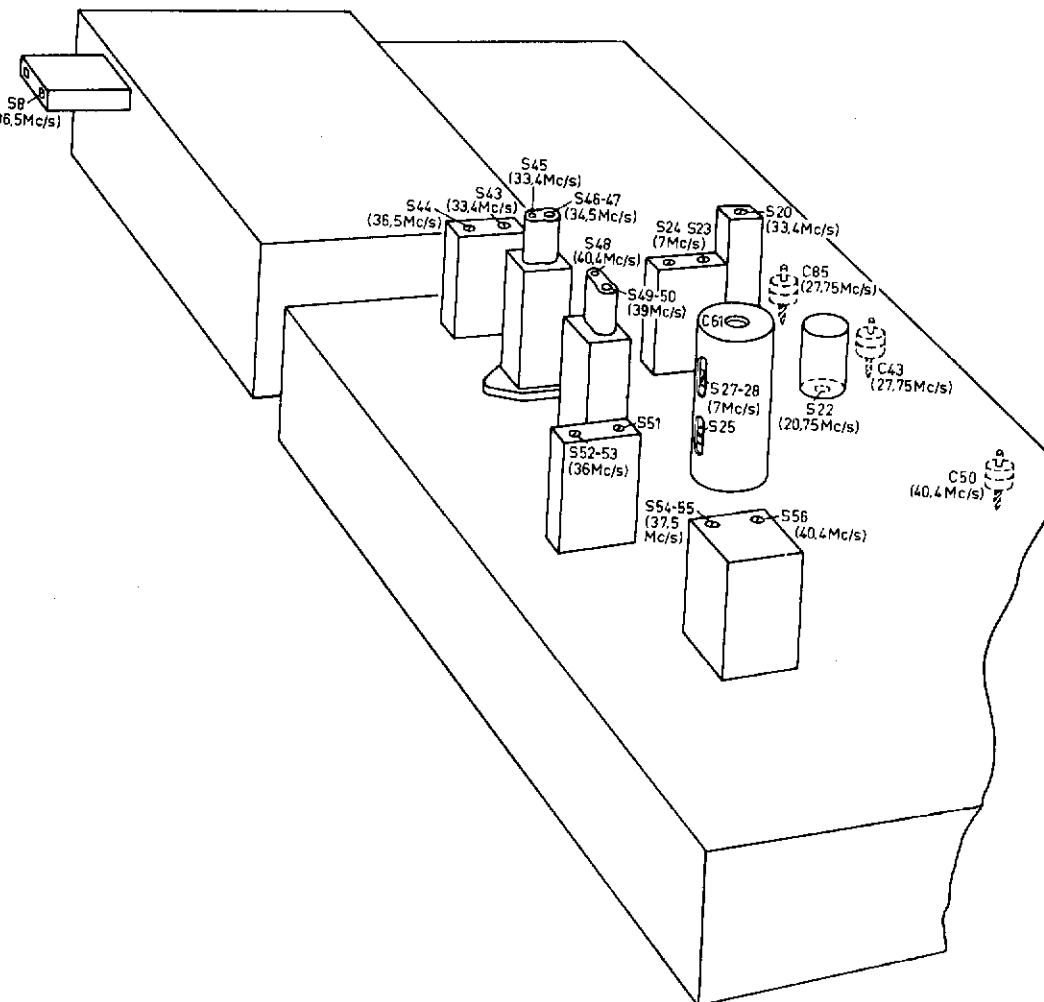 S8
6,5Mc/s)
S44
(36,5Mc/s)
S43
(33,4Mc/s)
S45
(33,4Mc/s)
S46-47
(34,5Mc/s)
S48
(40,4Mc/s)
S49-50
(39Mc/s)
S24 S23
(7Mc/s)
S20
(33,4Mc/s)
C85
(27,75Mc/s)
C61
C43
(27,75Mc/s)
S27-28
(7Mc/s)
S22
(20,75Mc/s)
S25
S51
S52-53
(36Mc/s)
C50
(40,4Mc/s)
S54-55
(37,5
Mc/s)
S56
(40,4Mc/s)